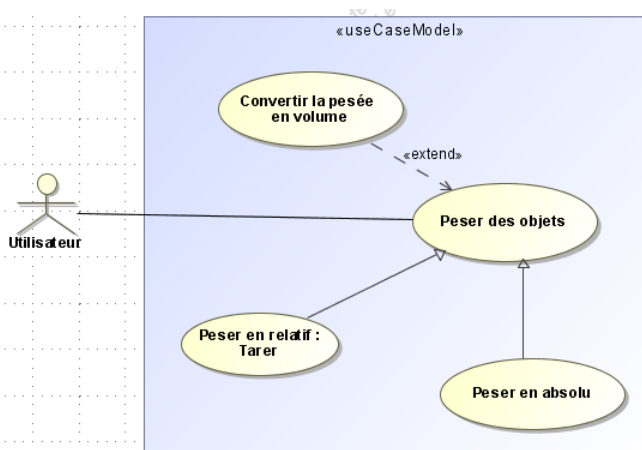 «useCaseModel»
Convertir la pesée
en volume
«extend»
Peser des objets
Utilisateur
Peser en relatif :
Tarer
Peser en absolu